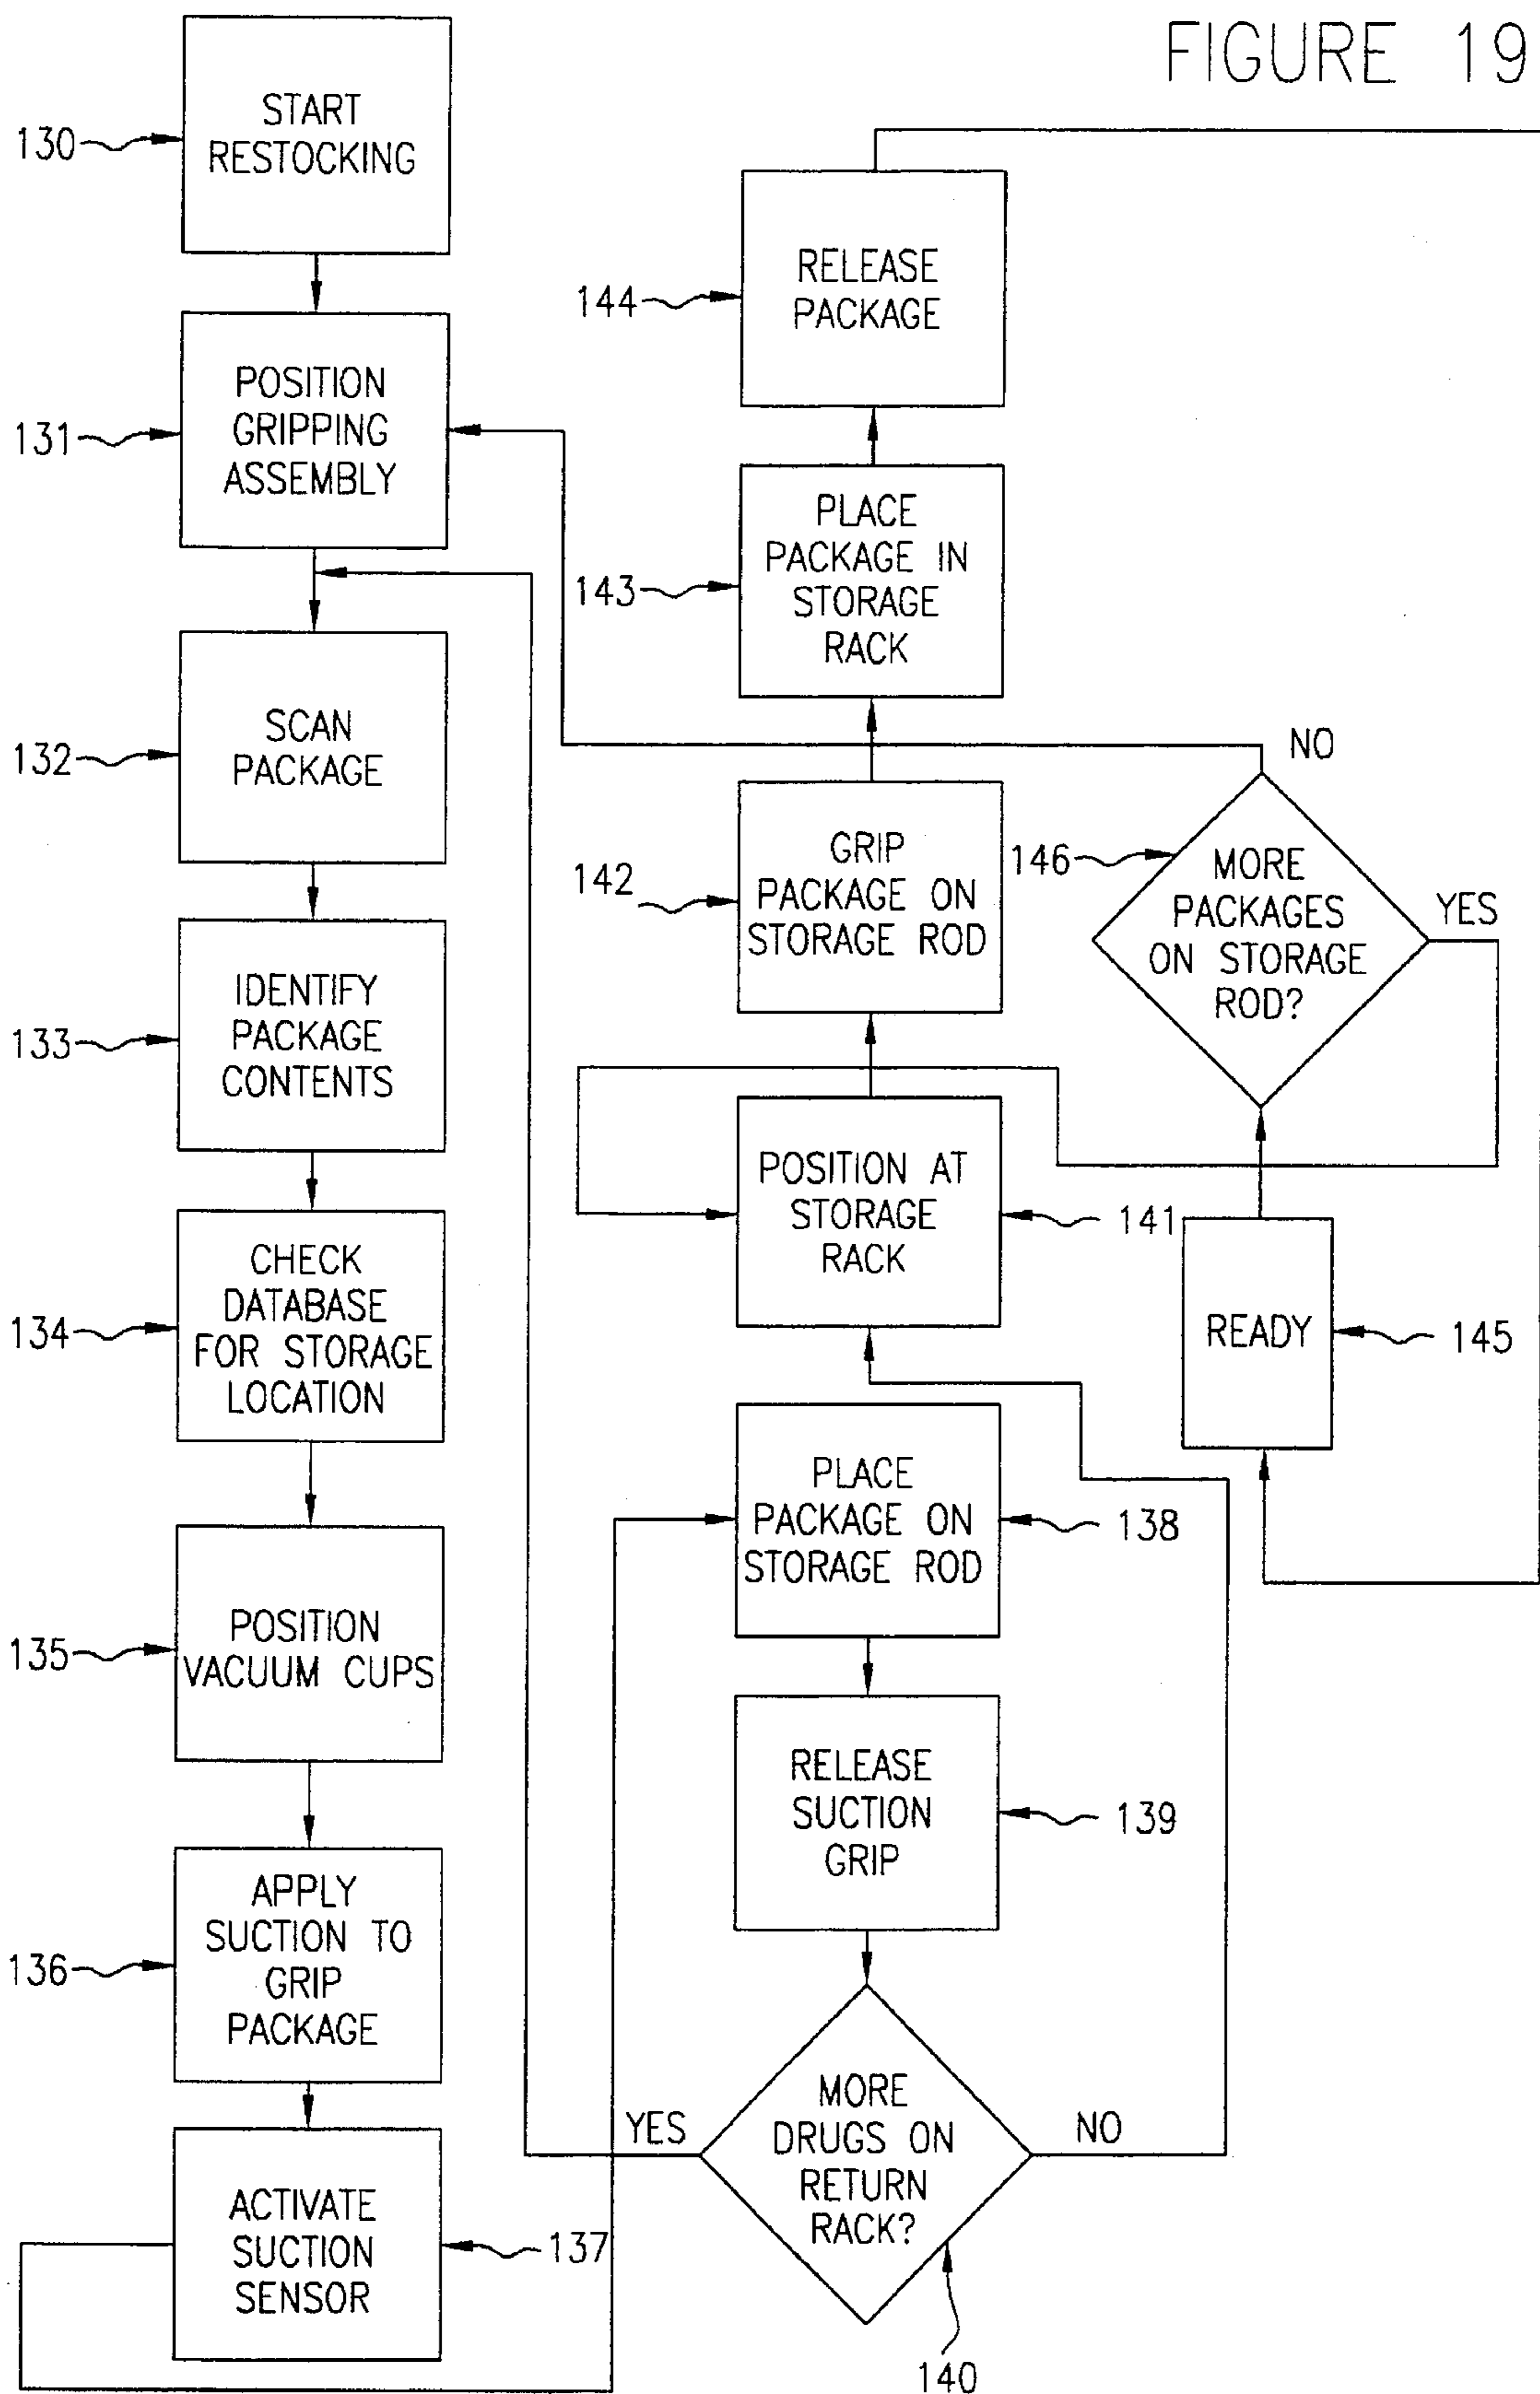 FIGURE 19
130
START
RESTOCKING
131
POSITION
GRIPPING
ASSEMBLY
132
SCAN
PACKAGE
133
IDENTIFY
PACKAGE
CONTENTS
134
CHECK
DATABASE
FOR STORAGE
LOCATION
135
POSITION
VACUUM CUPS
136
APPLY
SUCTION TO
GRIP
PACKAGE
137
ACTIVATE
SUCTION
SENSOR
144
RELEASE
PACKAGE
143
PLACE
PACKAGE IN
STORAGE
RACK
142
GRIP
PACKAGE ON
STORAGE ROD
141
POSITION AT
STORAGE
RACK
138
PLACE
PACKAGE ON
STORAGE ROD
139
RELEASE
SUCTION
GRIP
140
MORE
DRUGS ON
RETURN
RACK?
YES
NO
146
MORE
PACKAGES
ON STORAGE
ROD?
NO
YES
READY
145